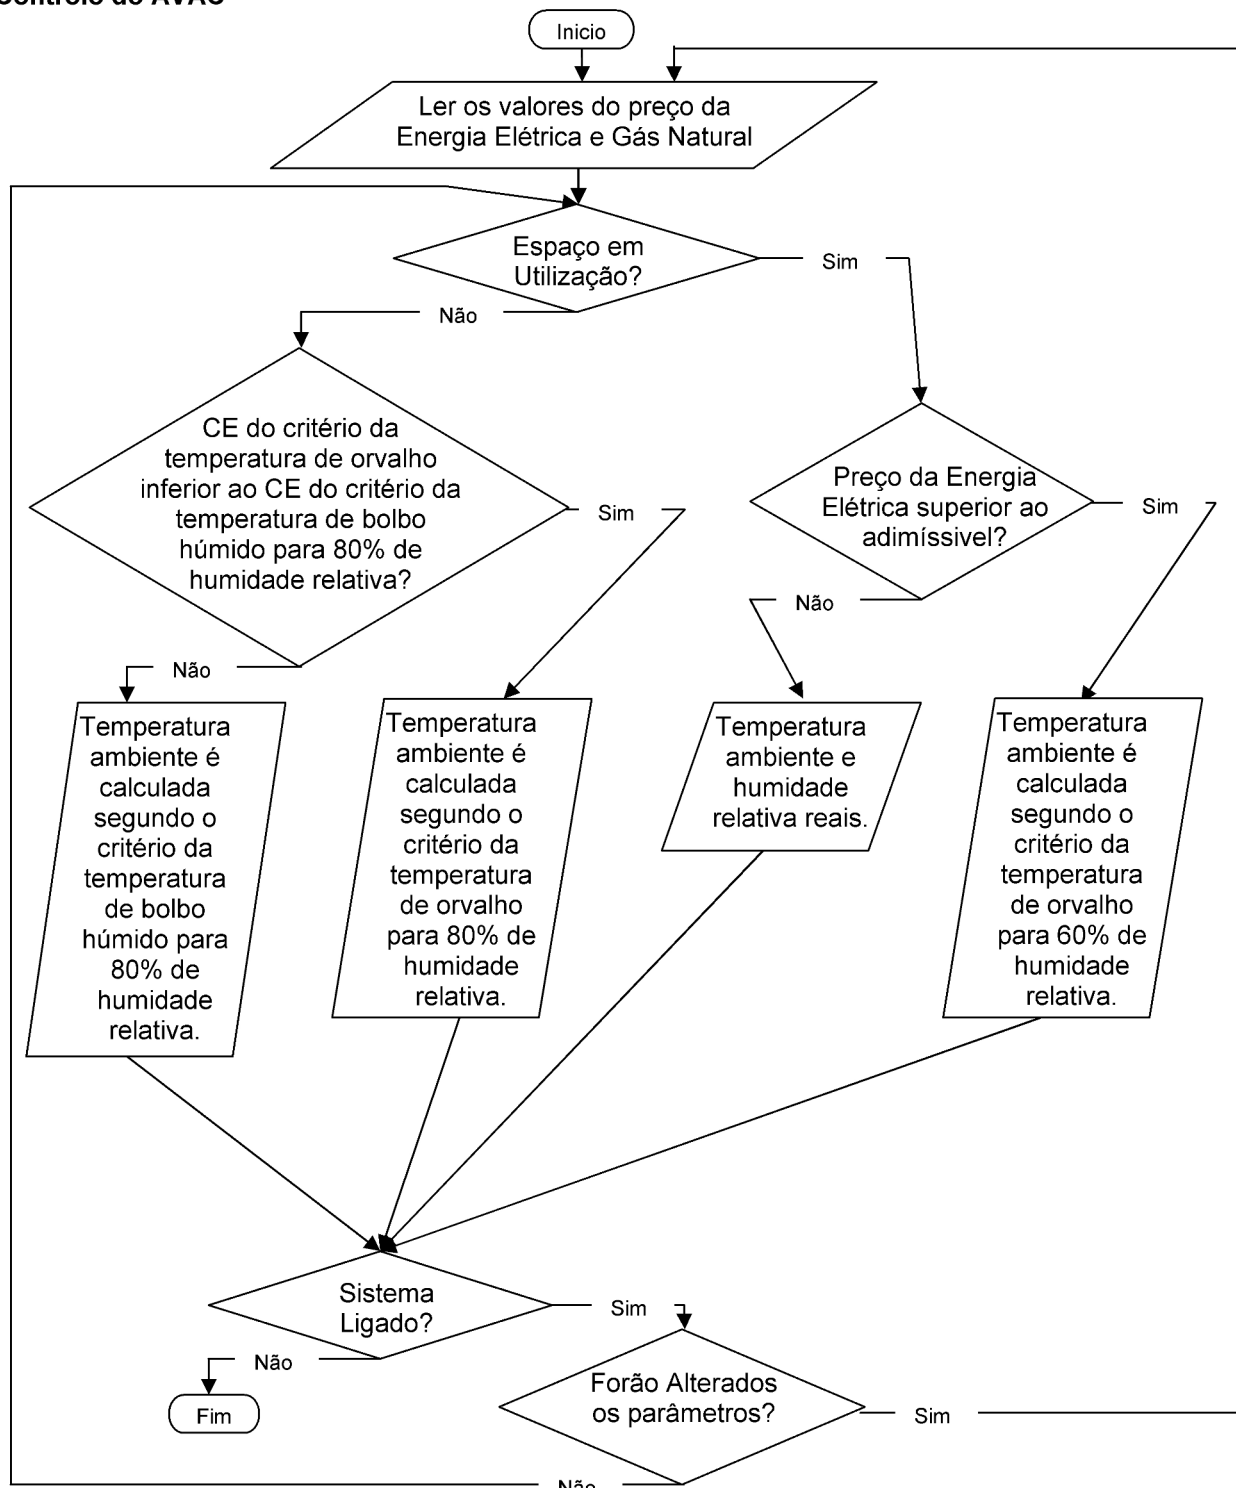 Inicio
Ler os valores do preço da
Energia Elétrica e Gás Natural
Espaço em
Utilização?
Sim
Não
CE do critério da
temperatura de orvalho
inferior ao CE do critério da
temperatura de bolbo
húmido para 80% de
humidade relativa?
Sim
Preço da Energia
Elétrica superior ao
adimíssivel?
Sim
Não
Não
Temperatura
ambiente é
calculada
segundo o
critério da
temperatura
de bolbo
húmido para
80% de
humidade
relativa.
Temperatura
ambiente é
calculada
segundo o
critério da
temperatura
de orvalho
para 80% de
humidade
relativa.
Temperatura
ambiente e
humidade
relativa reais.
Temperatura
ambiente é
calculada
segundo o
critério da
temperatura
de orvalho
para 60% de
humidade
relativa.
Sistema
Ligado?
Sim
Não
Fim
Forão Alterados
os parâmetros?
Sim
Não